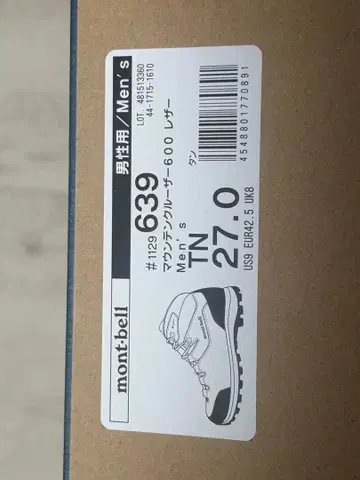 mont·bell
男性用/Men's
#1129 639
マウンテンクルーザー600 レザー
Men's
TN タン
27.0
US9 EUR42.5 UK8
LOT. 481513360
44-1715-1610
4548801770891